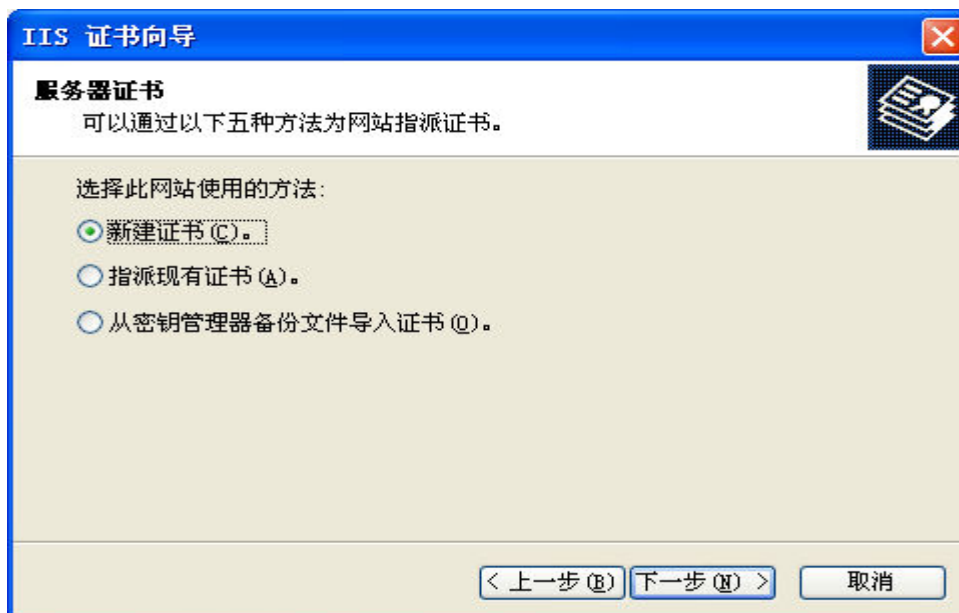 IIS 证书向导
服务器证书
可以通过以下五种方法为网站指派证书。
选择此网站使用的方法:
新建证书(C)。
指派现有证书(A)。
从密钥管理器备份文件导入证书(O)。
< 上一步(B) 下一步(N) > 取消